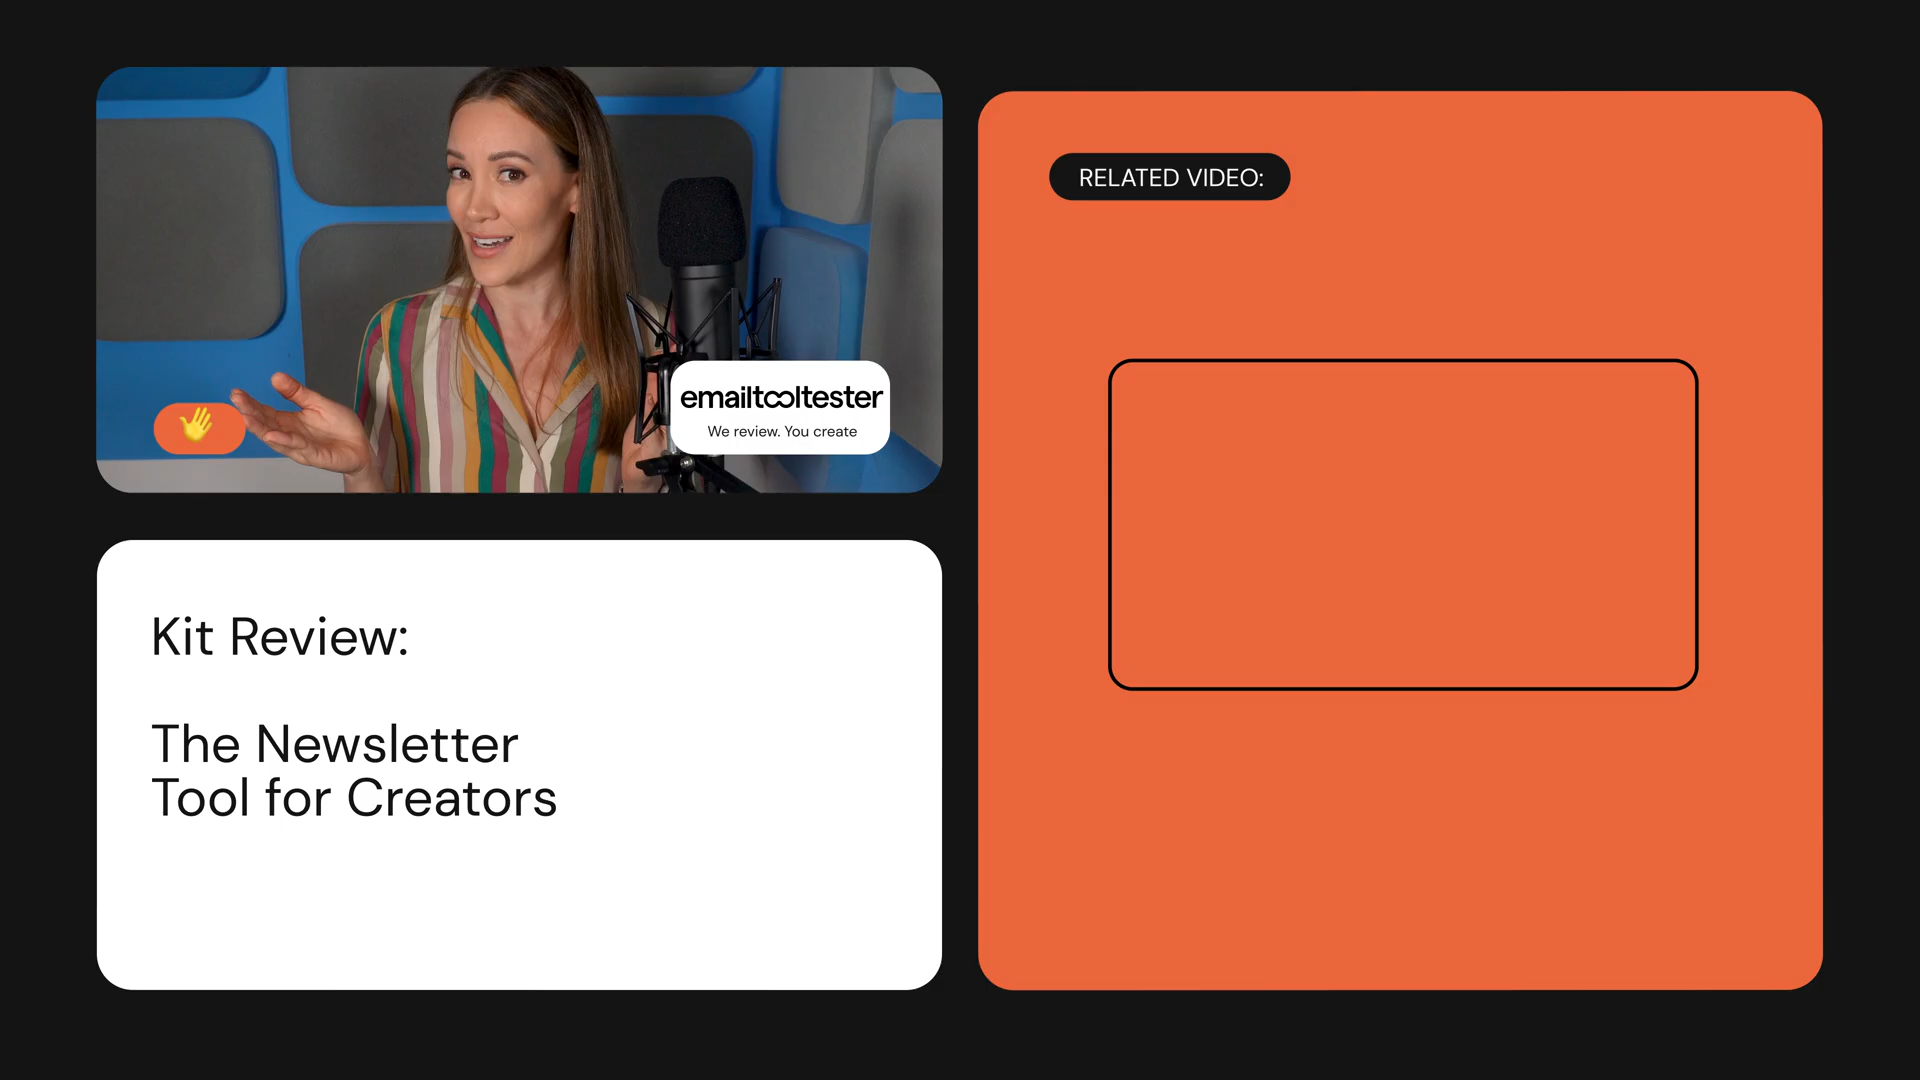 emailtooltester
We review. You create
Kit Review:
The Newsletter
Tool for Creators
RELATED VIDEO: